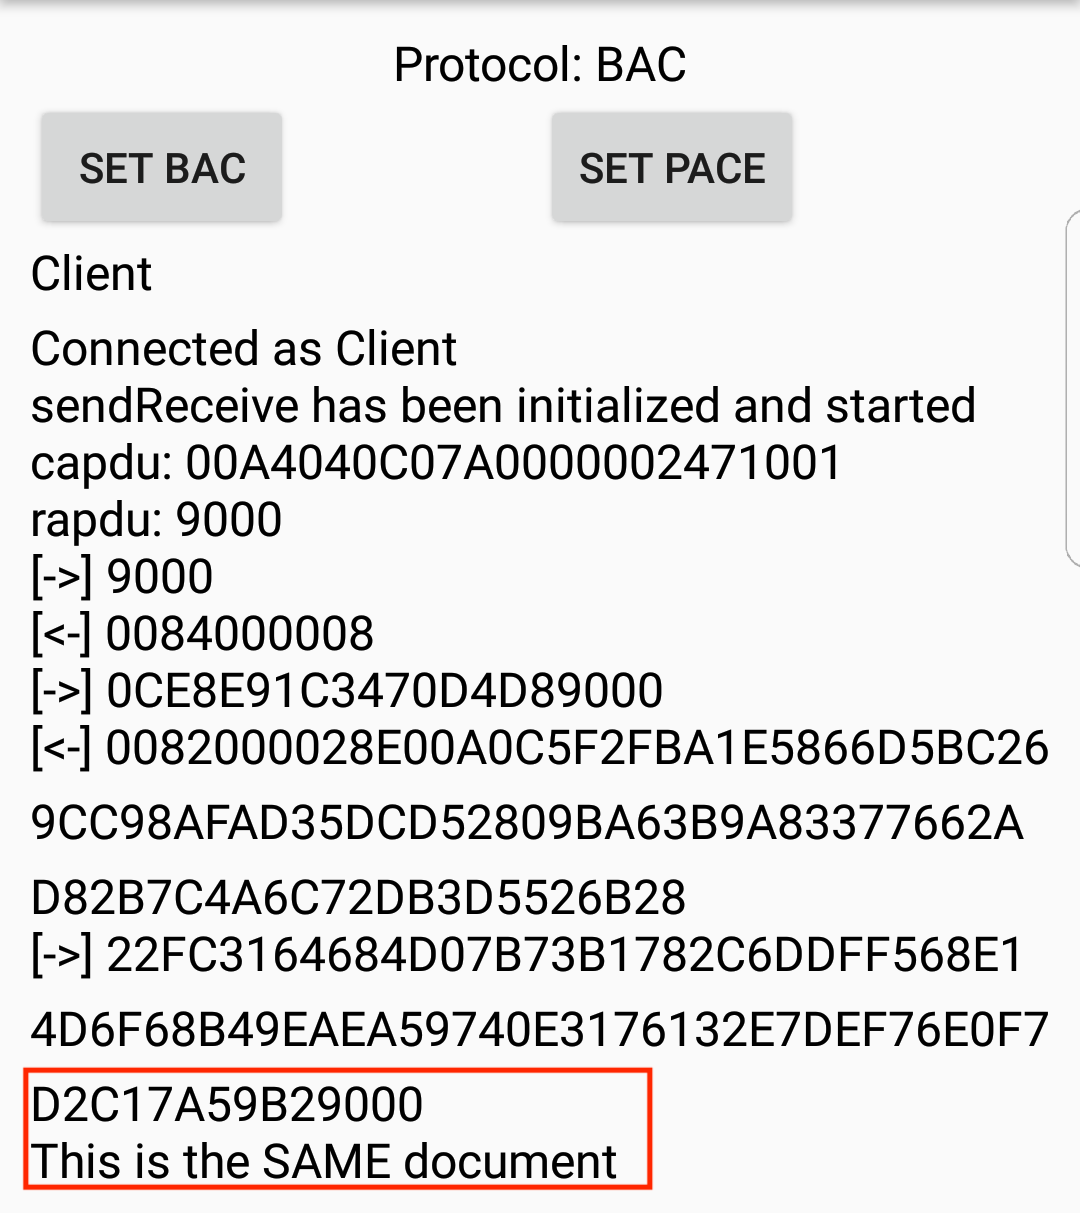 Protocol: BAC
SET BAC
SET PACE
Client
Connected as Client
sendReceive has been initialized and started
capdu: 00A4040C07A0000002471001
rapdu: 9000
[->] 9000
[<-] 0084000008
[->] 0CE8E91C3470D4D89000
[<-] 0082000028E00A0C5F2FBA1E5866D5BC26
9CC98AFAD35DCD52809BA63B9A83377662A
D82B7C4A6C72DB3D5526B28
[->] 22FC3164684D07B73B1782C6DDFF568E1
4D6F68B49EAEA59740E3176132E7DEF76E0F7
D2C17A59B29000
This is the SAME document